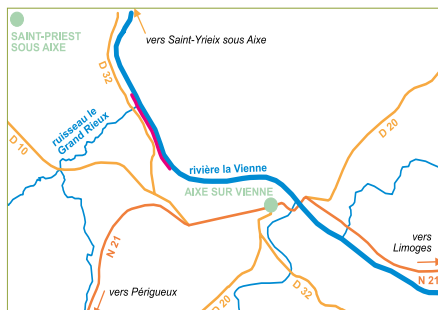 vers Saint-Yrieix sous Aixe
SAINT-PRIEST
SOUS AIXE
D 32
ruisseau le
Grand Rieux
D 20
D 10
rivière la Vienne
AIXE SUR VIENNE
vers
Limoges
N 21
N 21
vers Périgueux
D 20
D 32